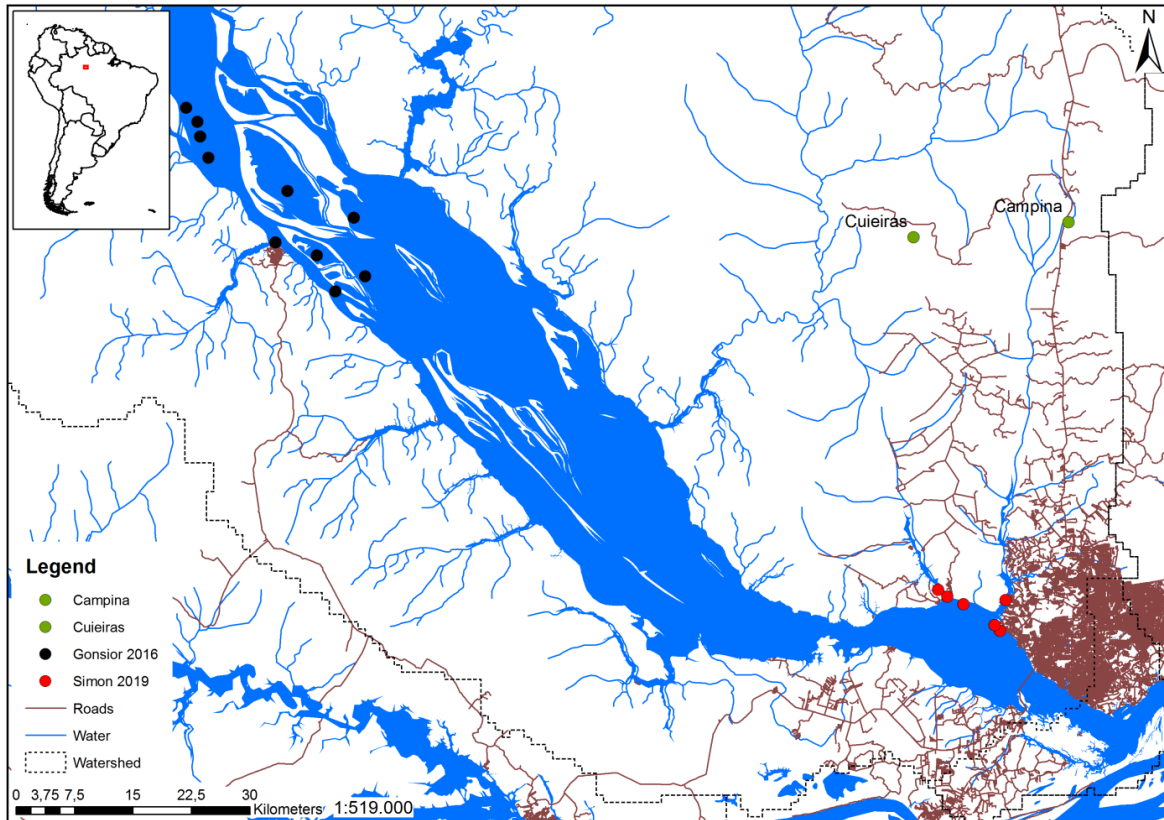 N
Campina
Cuieiras
Legend
Campina
Cuieiras
Gonsior 2016
Simon 2019
Roads
Water
Watershed
0 3,75 7,5 15 22,5 30
Kilometers 1:519.000